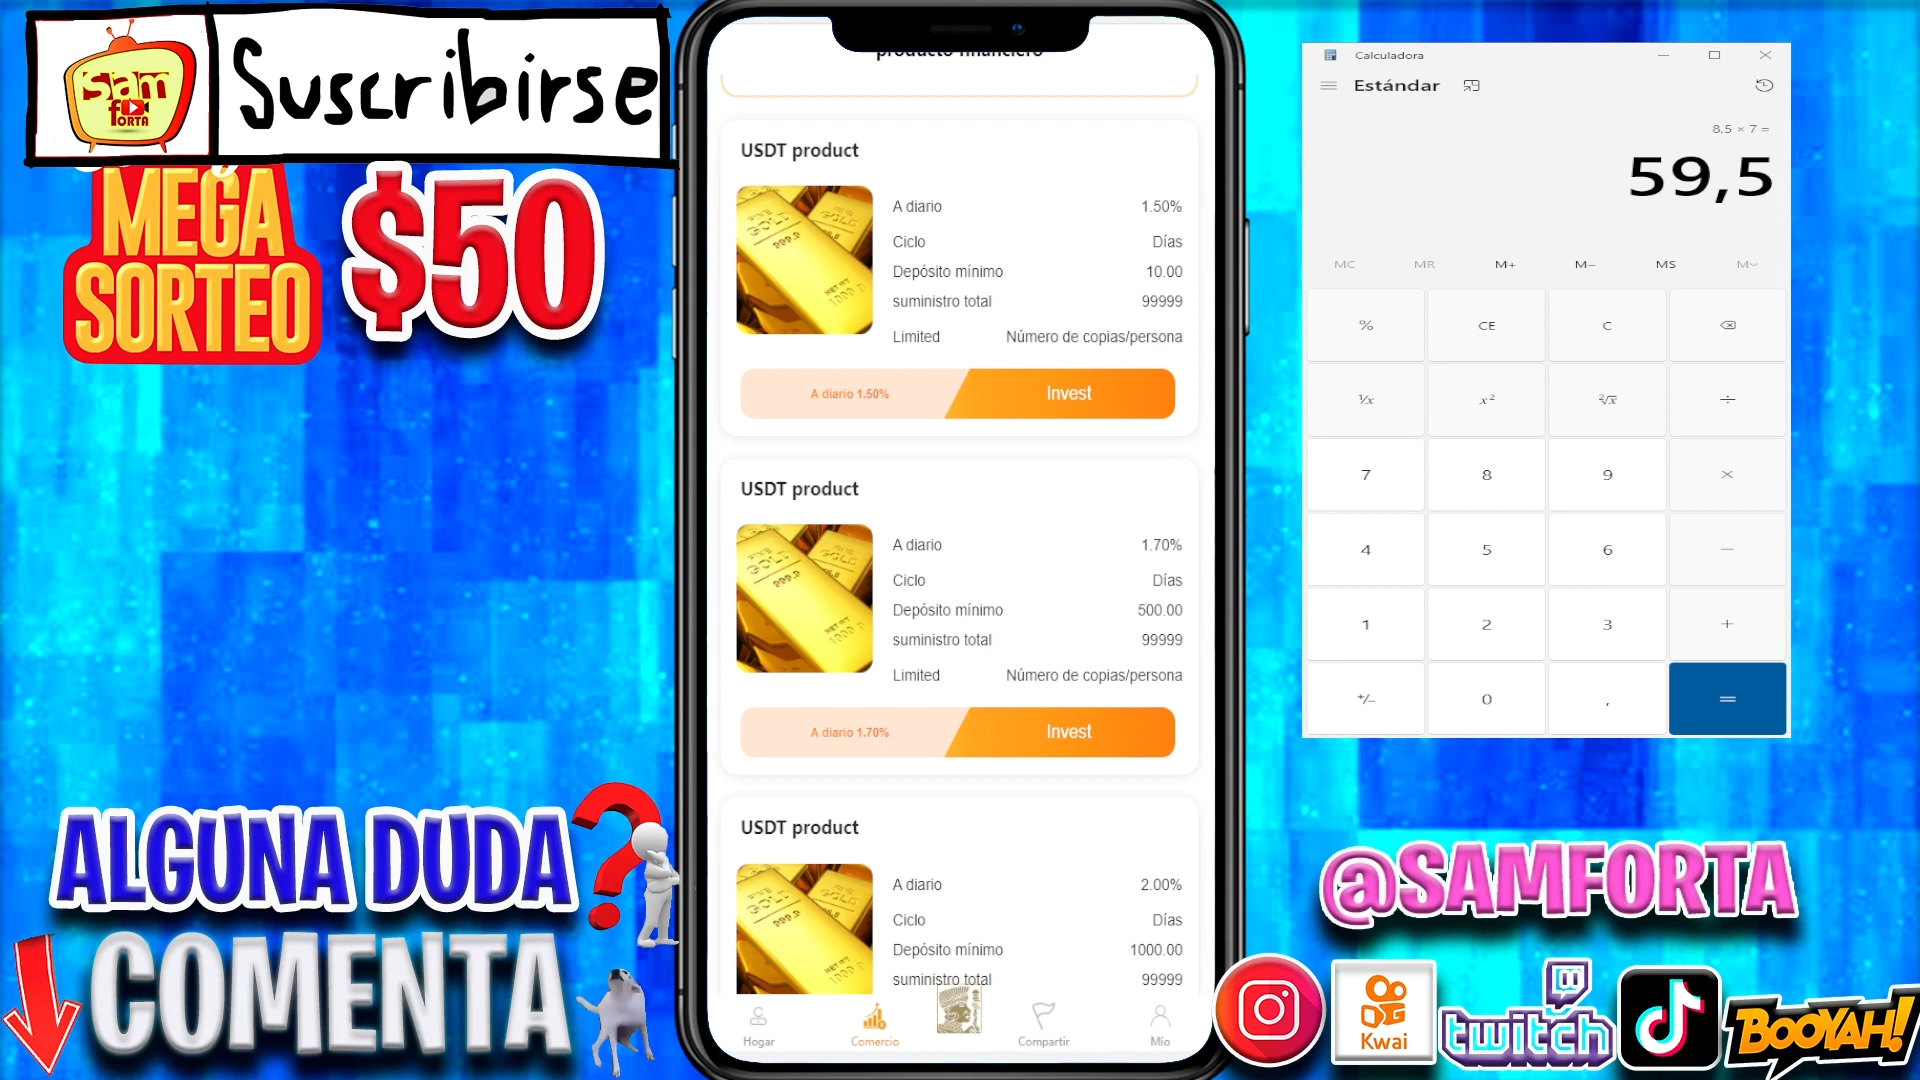 Sam
fORTA
Suscribirse
MEGA
SORTEO
$50
ALGUNA DUDA?
COMENTA
producto financiero
USDT product
A diario 1.50%
Ciclo Días
Depósito mínimo 10.00
suministro total 99999
Limited Número de copias/persona
A diario 1.50% Invest
USDT product
A diario 1.70%
Ciclo Días
Depósito mínimo 500.00
suministro total 99999
Limited Número de copias/persona
A diario 1.70% Invest
USDT product
A diario 2.00%
Ciclo Días
Depósito mínimo 1000.00
suministro total 99999
Hogar Comercio Compartir Mío
Calculadora
Estándar
8,5 × 7 =
59,5
MC MR M+ M− MS M
% CE C
¹/x x² ²√x ÷
7 8 9 ×
4 5 6 −
1 2 3 +
+/− 0 , =
@SAMFORTA
Kwai twitch BOOYAH!